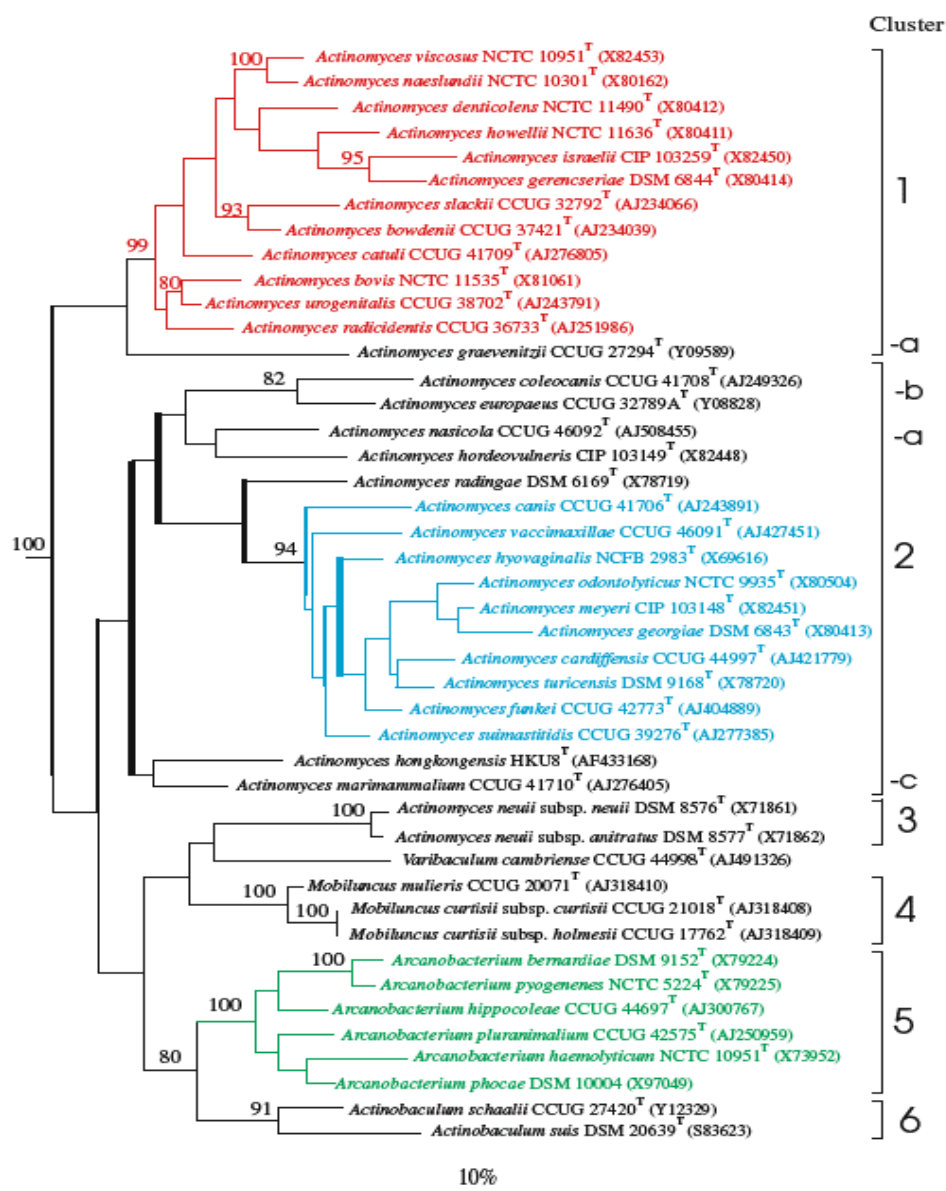 Cluster
100 Actinomyces viscosus NCTC 10951ᵀ (X82453)
Actinomyces naeslundii NCTC 10301ᵀ (X80162)
Actinomyces denticolens NCTC 11490ᵀ (X80412)
Actinomyces howellii NCTC 11636ᵀ (X80411)
95 Actinomyces israelii CIP 103259ᵀ (X82450)
Actinomyces gerencseriae DSM 6844ᵀ (X80414)
1
93 Actinomyces slackii CCUG 32792ᵀ (AJ234066)
Actinomyces bowdenii CCUG 37421ᵀ (AJ234039)
99 Actinomyces catuli CCUG 41709ᵀ (AJ276805)
80 Actinomyces bovis NCTC 11535ᵀ (X81061)
Actinomyces urogenitalis CCUG 38702ᵀ (AJ243791)
Actinomyces radicidentis CCUG 36733ᵀ (AJ251986)
Actinomyces graevenitzii CCUG 27294ᵀ (Y09589) -a
82 Actinomyces coleocanis CCUG 41708ᵀ (AJ249326) -b
Actinomyces europaeus CCUG 32789Aᵀ (Y08828)
Actinomyces nasicola CCUG 46092ᵀ (AJ508455) -a
Actinomyces hordeovulneris CIP 103149ᵀ (X82448)
Actinomyces radingae DSM 6169ᵀ (X78719)
Actinomyces canis CCUG 41706ᵀ (AJ243891)
Actinomyces vaccimaxillae CCUG 46091ᵀ (AJ427451)
100 94 Actinomyces hyovaginalis NCFB 2983ᵀ (X69616) 2
Actinomyces odontolyticus NCTC 9935ᵀ (X80504)
Actinomyces meyeri CIP 103148ᵀ (X82451)
Actinomyces georgiae DSM 6843ᵀ (X80413)
Actinomyces cardiffensis CCUG 44997ᵀ (AJ421779)
Actinomyces turicensis DSM 9168ᵀ (X78720)
Actinomyces funkei CCUG 42773ᵀ (AJ404889)
Actinomyces suimastitidis CCUG 39276ᵀ (AJ277385)
Actinomyces hongkongensis HKU8ᵀ (AF433168)
Actinomyces marimammalium CCUG 41710ᵀ (AJ276405) -c
100 Actinomyces neuii subsp. neuii DSM 8576ᵀ (X71861)
3
Actinomyces neuii subsp. anitratus DSM 8577ᵀ (X71862)
Varibaculum cambriense CCUG 44998ᵀ (AJ491326)
100 Mobiluncus mulieris CCUG 20071ᵀ (AJ318410)
100 Mobiluncus curtisii subsp. curtisii CCUG 21018ᵀ (AJ318408) 4
Mobiluncus curtisii subsp. holmesii CCUG 17762ᵀ (AJ318409)
100 Arcanobacterium bernardiae DSM 9152ᵀ (X79224)
Arcanobacterium pyogenenes NCTC 5224ᵀ (X79225)
100 Arcanobacterium hippocoleae CCUG 44697ᵀ (AJ300767)
5
Arcanobacterium pluranimalium CCUG 42575ᵀ (AJ250959)
80 Arcanobacterium haemolyticum NCTC 10951ᵀ (X73952)
Arcanobacterium phocae DSM 10004 (X97049)
91 Actinobaculum schaalii CCUG 27420ᵀ (Y12329)
6
Actinobaculum suis DSM 20639ᵀ (S83623)
10%